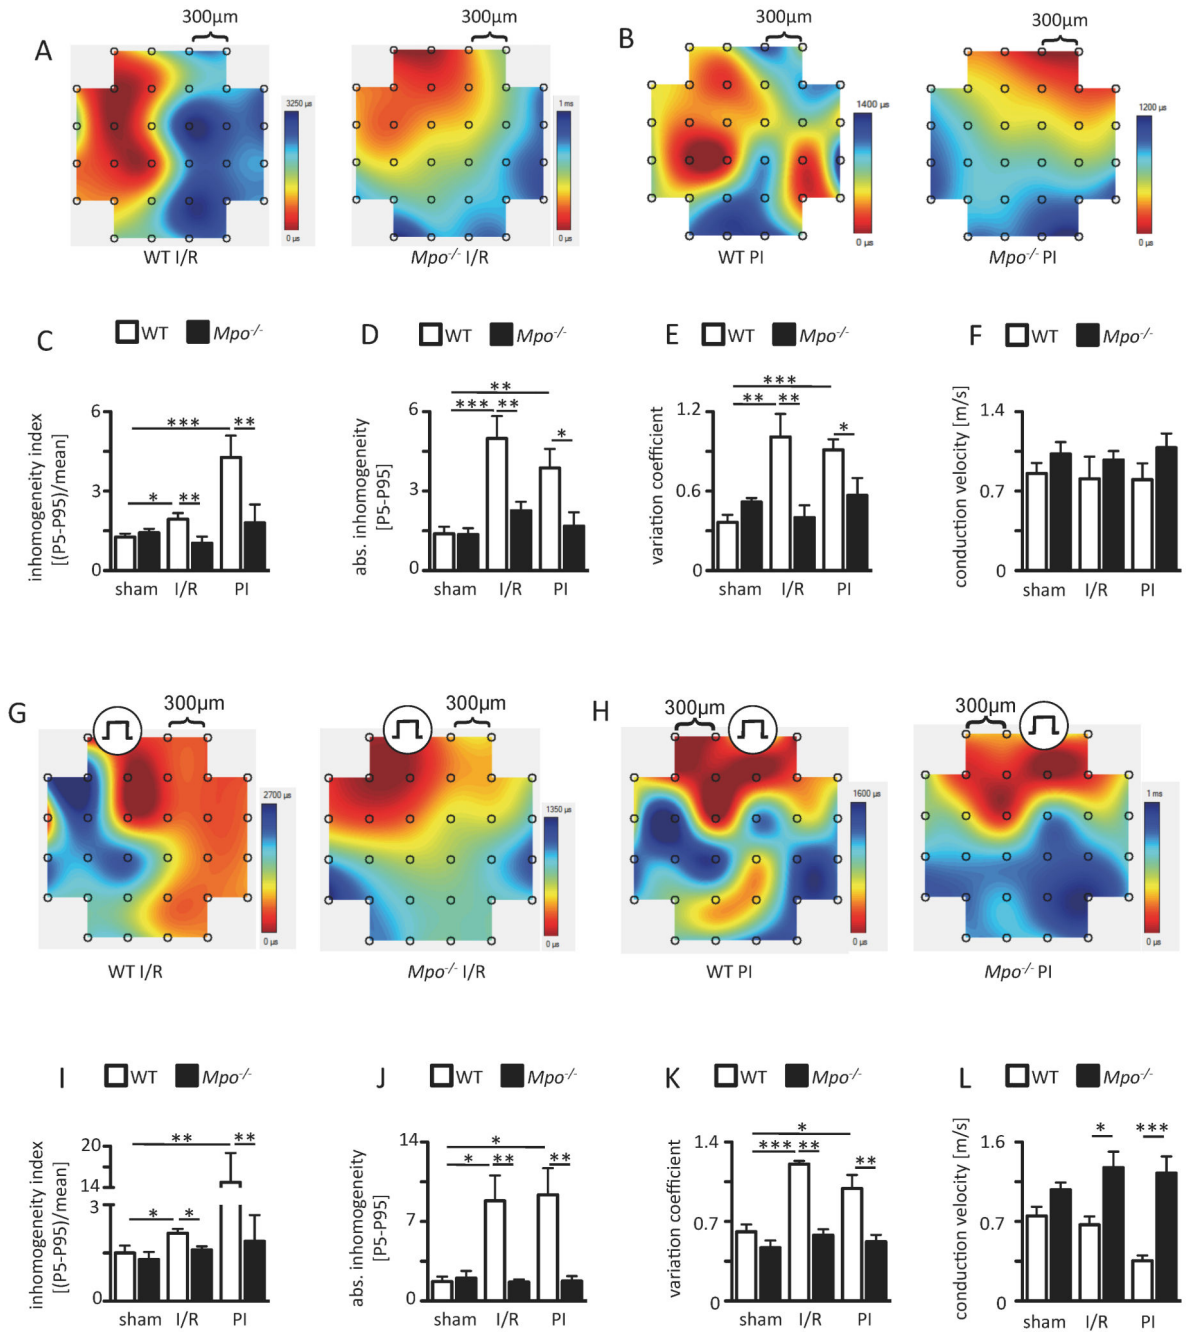 300µm 300µm 300µm 300µm
A B
3250 µs 1 ms 1400 µs 1200 µs
0 µs 0 µs 0 µs 0 µs
WT I/R Mpo-/- I/R WT PI Mpo-/- PI
C WT Mpo-/-
inhomogeneity index
[(P5-P95)/mean]
6
3
0
*** **
* **
sham I/R PI
D WT Mpo-/-
abs. inhomogeneity
[P5-P95]
6
3
0
**
*** **
*
sham I/R PI
E WT Mpo-/-
variation coefficient
1.2
0.6
0
***
** **
*
sham I/R PI
F WT Mpo-/-
conduction velocity [m/s]
1.4
0.7
0
sham I/R PI
G H
300µm 300µm 300µm 300µm
2700 µs 1350 µs 1600 µs 1 ms
0 µs 0 µs 0 µs 0 µs
WT I/R Mpo-/- I/R WT PI Mpo-/- PI
I WT Mpo-/-
inhomogeneity index
[(P5-P95)/mean]
20
14
3
0
** **
* *
sham I/R PI
J WT Mpo-/-
abs. inhomogeneity
[P5-P95]
14
7
0
*
* ** **
sham I/R PI
K WT Mpo-/-
variation coefficient
1.4
0.7
0
*
*** **
**
sham I/R PI
L WT Mpo-/-
conduction velocity [m/s]
1.6
0.7
0
* ***
sham I/R PI